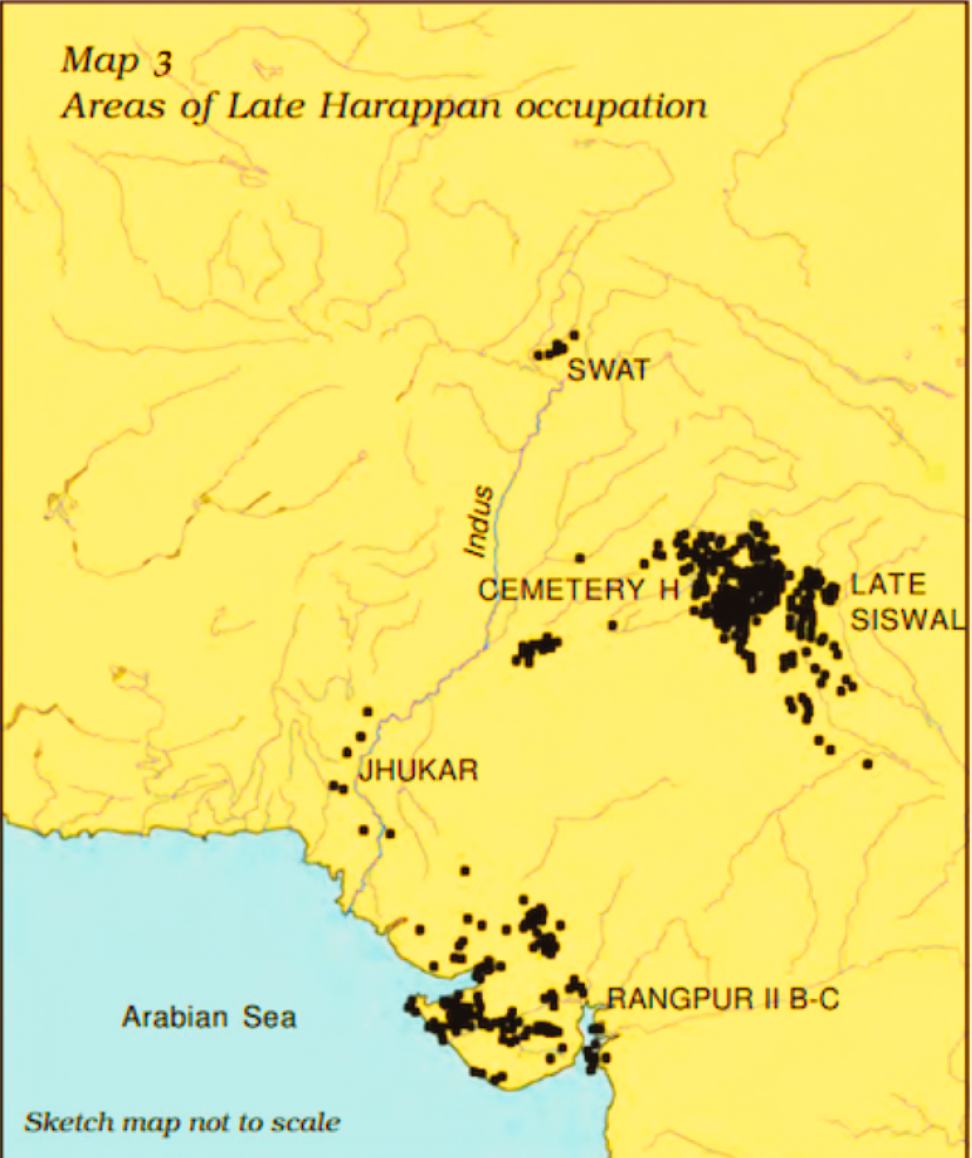 Map 3
Areas of Late Harappan occupation
SWAT
Indus
CEMETERY H
LATE
SISWAL
JHUKAR
RANGPUR II B-C
Arabian Sea
Sketch map not to scale